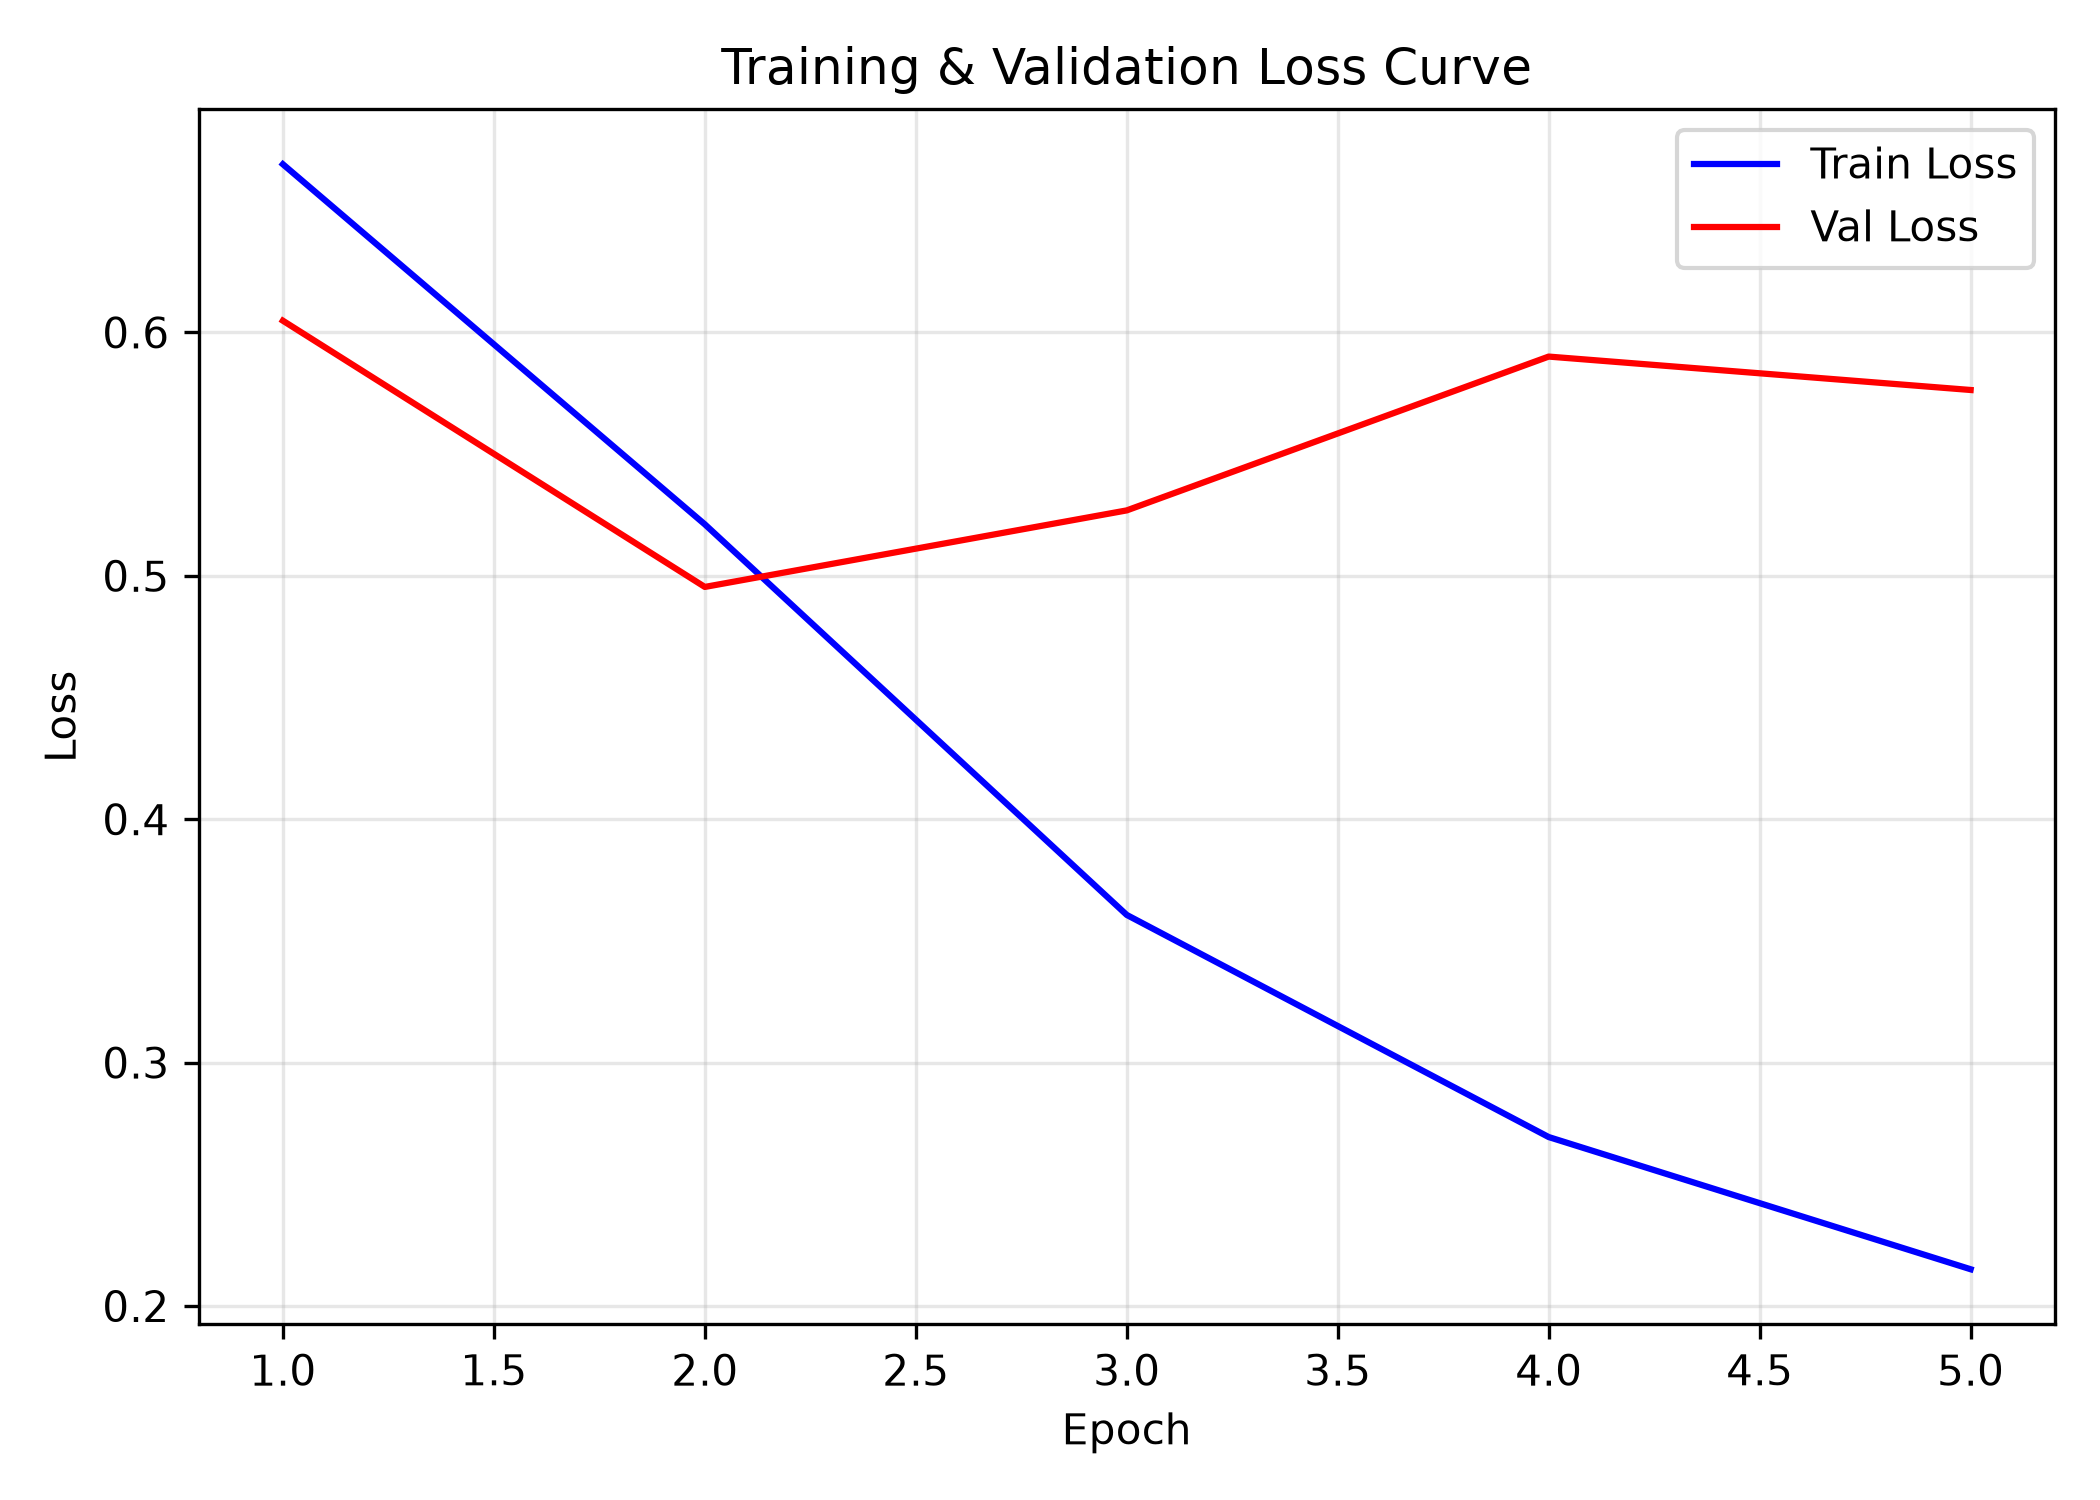 Training & Validation Loss Curve
Train Loss
Val Loss
0.6
0.5
0.4
0.3
0.2
Loss
1.0 1.5 2.0 2.5 3.0 3.5 4.0 4.5 5.0
Epoch